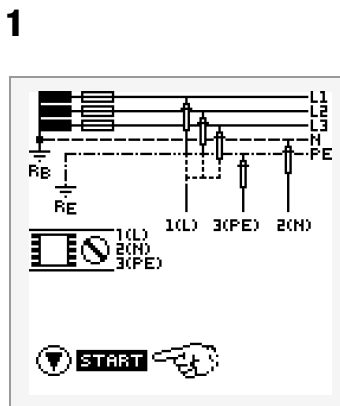 1
L1
L2
L3
N
PE
RB
RE
1(L) 3(PE) 2(N)
1(L)
2(N)
3(PE)
START